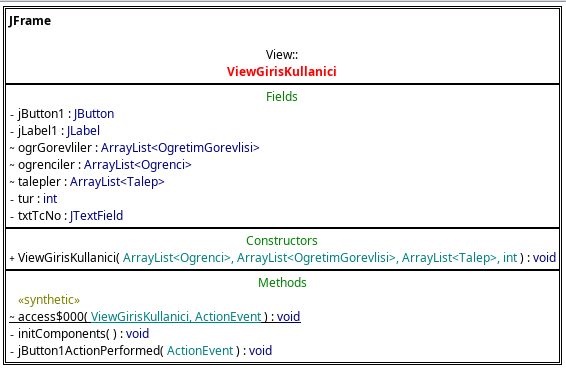 JFrame
View::
ViewGirisKullanici
Fields
- jButton1 : JButton
- jLabel1 : JLabel
~ ogrGorevliler : ArrayList<OgretimGorevlisi>
~ ogrenciler : ArrayList<Ogrenci>
~ talepler : ArrayList<Talep>
- tur : int
- txtTcNo : JTextField
Constructors
+ ViewGirisKullanici( ArrayList<Ogrenci>, ArrayList<OgretimGorevlisi>, ArrayList<Talep>, int ) : void
Methods
«synthetic»
~ access$000( ViewGirisKullanici, ActionEvent ) : void
- initComponents( ) : void
- jButton1ActionPerformed( ActionEvent ) : void